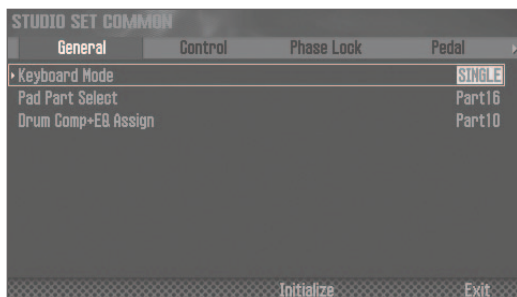 STUDIO SET COMMON
General Control Phase Lock Pedal
Keyboard Mode SINGLE
Pad Part Select Part16
Drum Comp+EQ Assign Part10
Initialize Exit